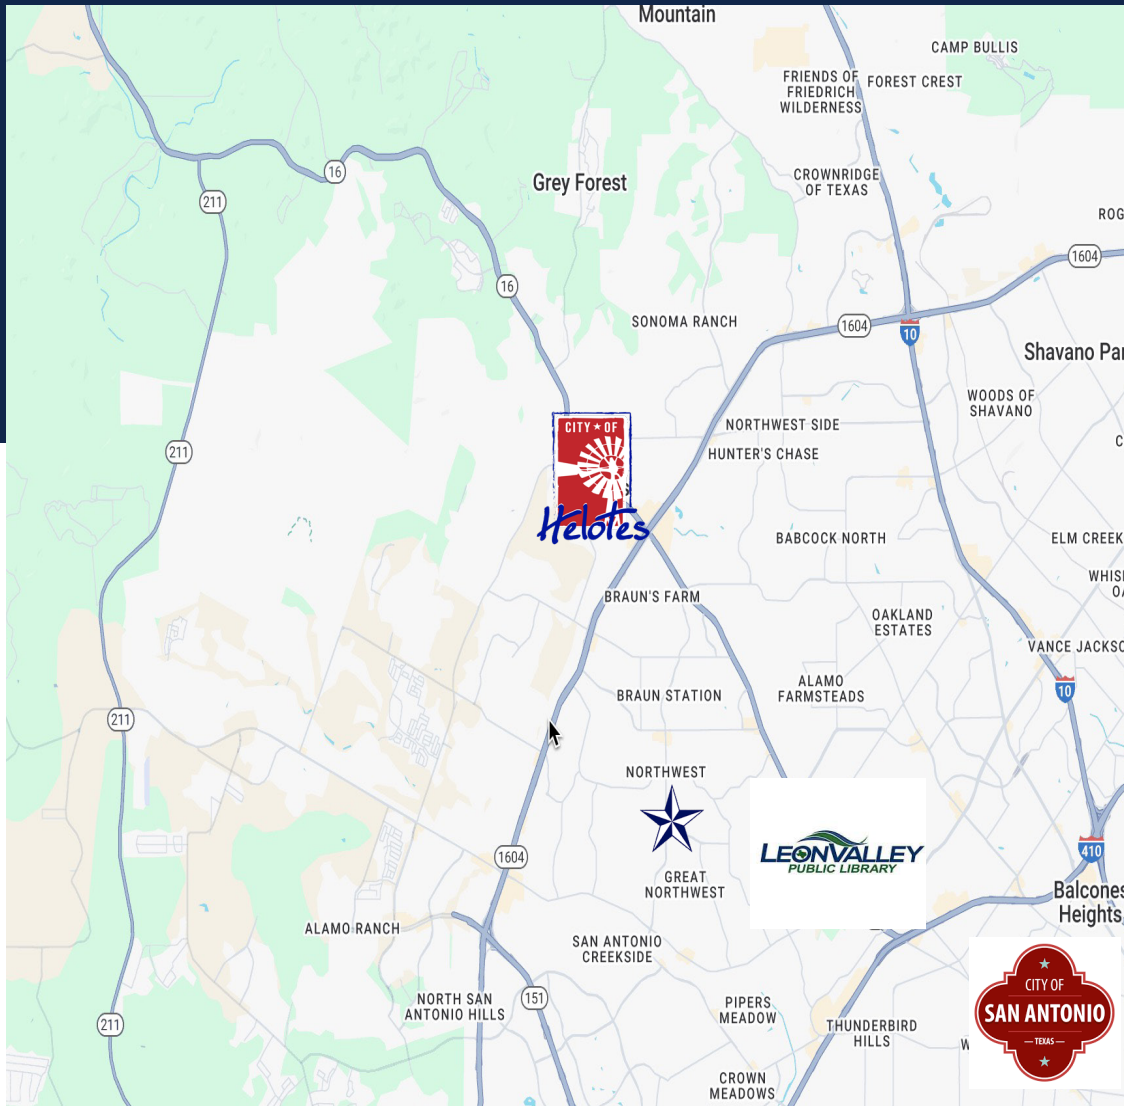 Mountain
CAMP BULLIS
FRIENDS OF
FRIEDRICH
WILDERNESS
FOREST CREST
16
CROWNRIDGE
OF TEXAS
Grey Forest
211
ROG
1604
16
SONOMA RANCH
1604
10
Shavano Par
WOODS OF
SHAVANO
CITY ★ OF
NORTHWEST SIDE
211
HUNTER'S CHASE
C
Helotes
BABCOCK NORTH
ELM CREEK
WHIS
OA
BRAUN'S FARM
OAKLAND
ESTATES
VANCE JACKSO
BRAUN STATION
ALAMO
FARMSTEADS
10
211
NORTHWEST
LEONVALLEY
PUBLIC LIBRARY
410
1604
GREAT
NORTHWEST
Balcones
Heights
ALAMO RANCH
SAN ANTONIO
CREEKSIDE
CITY OF
SAN ANTONIO
— TEXAS —
NORTH SAN
ANTONIO HILLS
151
PIPERS
MEADOW
211
THUNDERBIRD
HILLS
W
CROWN
MEADOWS